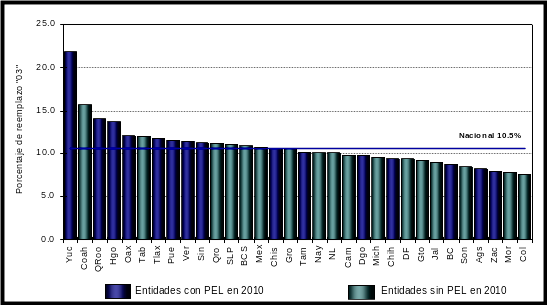 25.0
20.0
15.0
10.0
5.0
0.0
Porcentaje de reemplazo "03"
Nacional 10.5%
Yuc
Coah
QRoo
Hgo
Oax
Tab
Tlax
Pue
Ver
Sin
Qro
SLP
BCS
Mex
Chis
Gro
Tam
Nay
NL
Cam
Dgo
Mich
Chih
DF
Gto
Jal
BC
Son
Ags
Zac
Mor
Col
Entidades con PEL en 2010
Entidades sin PEL en 2010